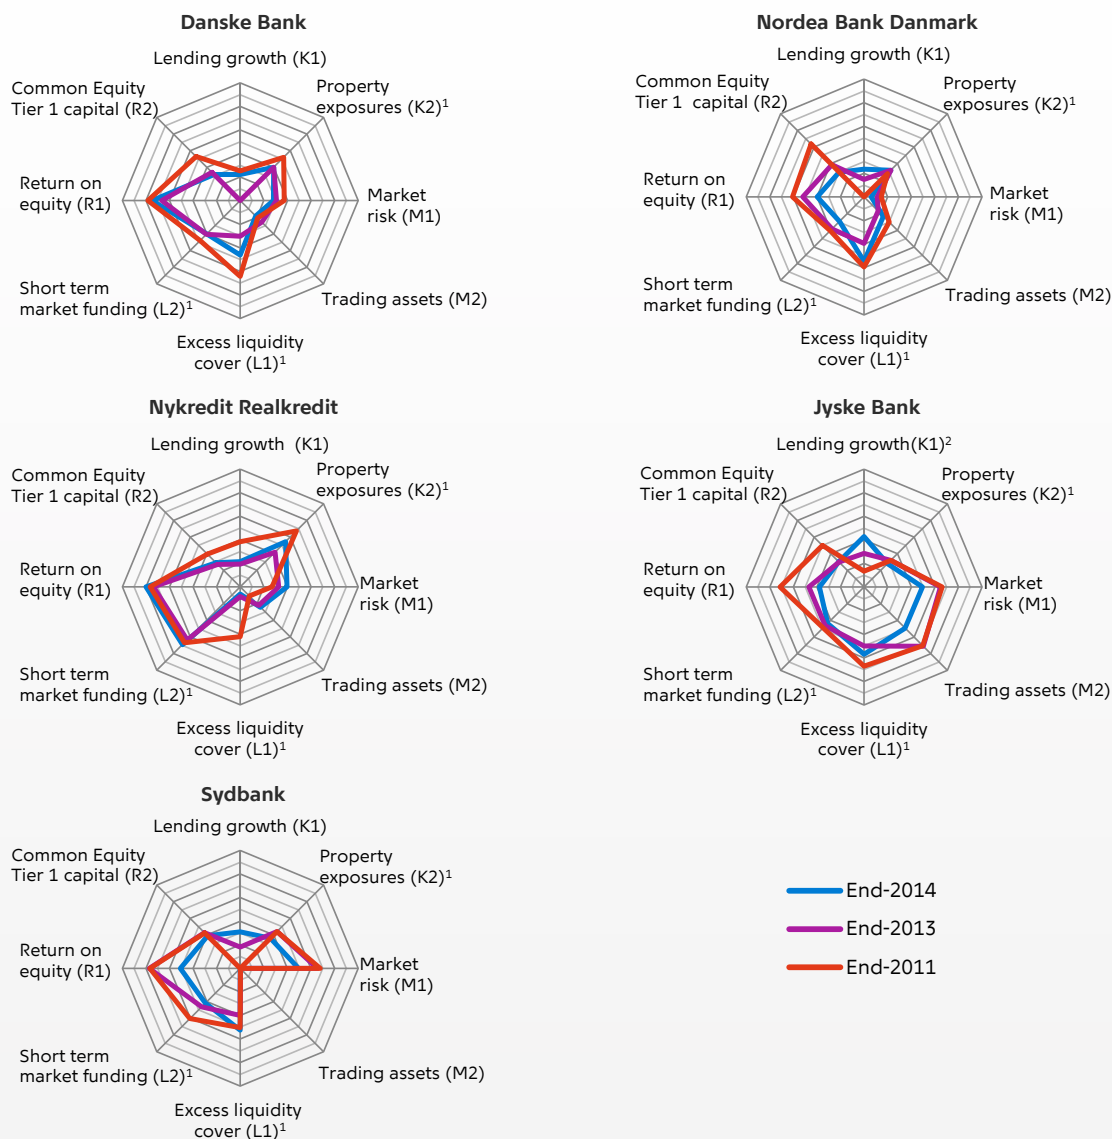 Danske Bank
Lending growth (K1)
Common Equity
Tier 1 capital (R2)
Property
exposures (K2)¹
Return on
equity (R1)
Market
risk (M1)
Short term
market funding (L2)¹
Trading assets (M2)
Excess liquidity
cover (L1)¹
Nordea Bank Danmark
Lending growth (K1)
Common Equity
Tier 1 capital (R2)
Property
exposures (K2)¹
Return on
equity (R1)
Market
risk (M1)
Short term
market funding (L2)¹
Trading assets (M2)
Excess liquidity
cover (L1)¹
Nykredit Realkredit
Lending growth (K1)
Common Equity
Tier 1 capital (R2)
Property
exposures (K2)¹
Return on
equity (R1)
Market
risk (M1)
Short term
market funding (L2)¹
Trading assets (M2)
Excess liquidity
cover (L1)¹
Jyske Bank
Lending growth(K1)²
Common Equity
Tier 1 capital (R2)
Property
exposures (K2)¹
Return on
equity (R1)
Market
risk (M1)
Short term
market funding (L2)¹
Trading assets (M2)
Excess liquidity
cover (L1)¹
Sydbank
Lending growth (K1)
Common Equity
Tier 1 capital (R2)
Property
exposures (K2)¹
Return on
equity (R1)
Market
risk (M1)
Short term
market funding (L2)¹
Trading assets (M2)
Excess liquidity
cover (L1)¹
End-2014
End-2013
End-2011